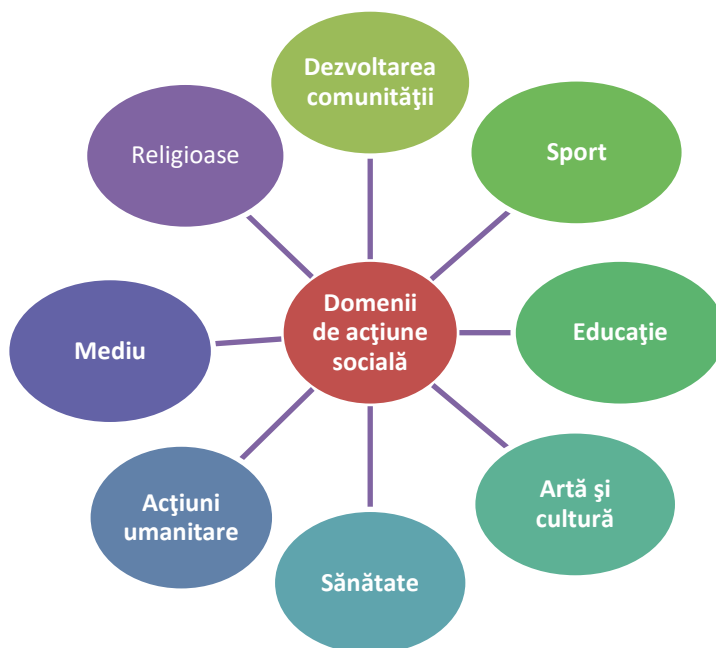 Dezvoltarea
comunităţii
Sport
Educaţie
Artă şi
cultură
Sănătate
Acţiuni
umanitare
Mediu
Religioase
Domenii
de acţiune
socială